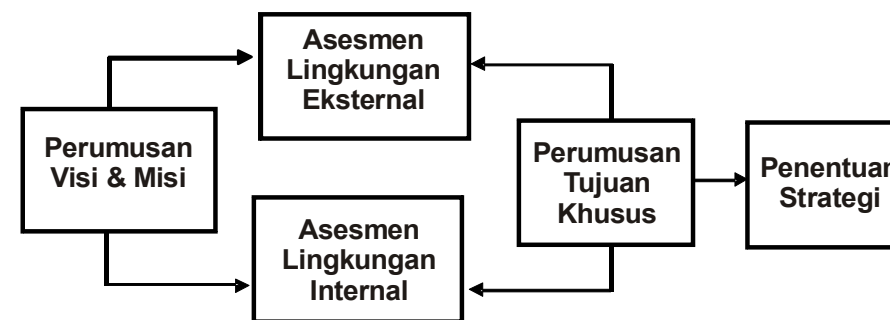 Asesmen
Lingkungan
Eksternal
Perumusan
Visi & Misi
Perumusan
Tujuan
Khusus
Penentuan
Strategi
Asesmen
Lingkungan
Internal